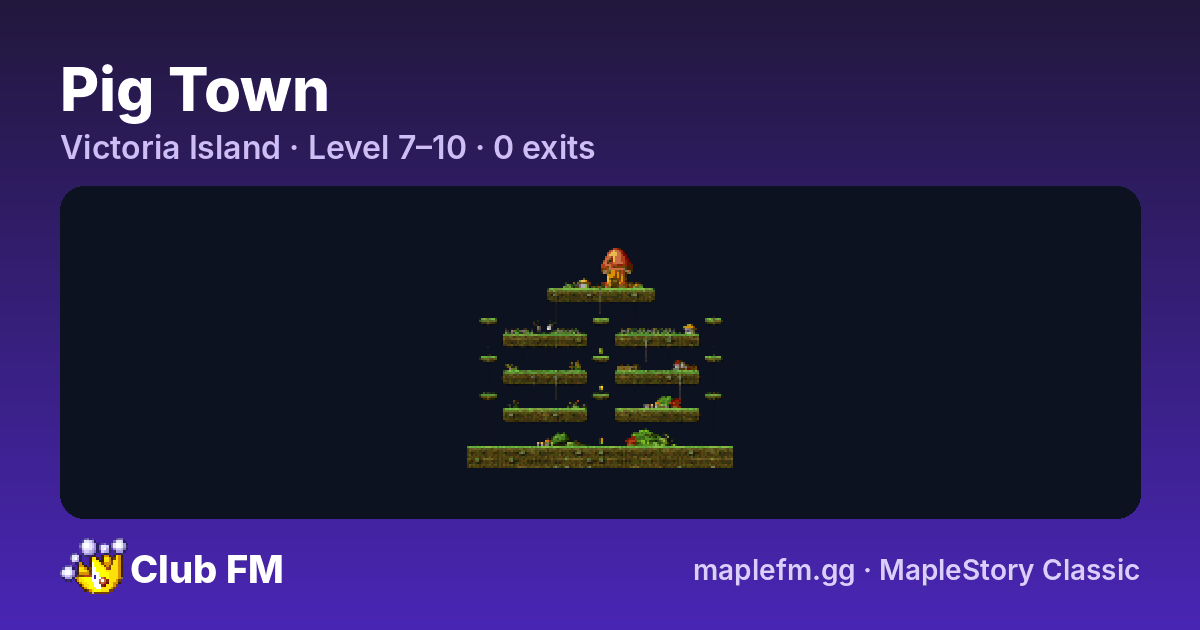 Pig Town
Victoria Island · Level 7–10 · 0 exits
Club FM
maplefm.gg · MapleStory Classic